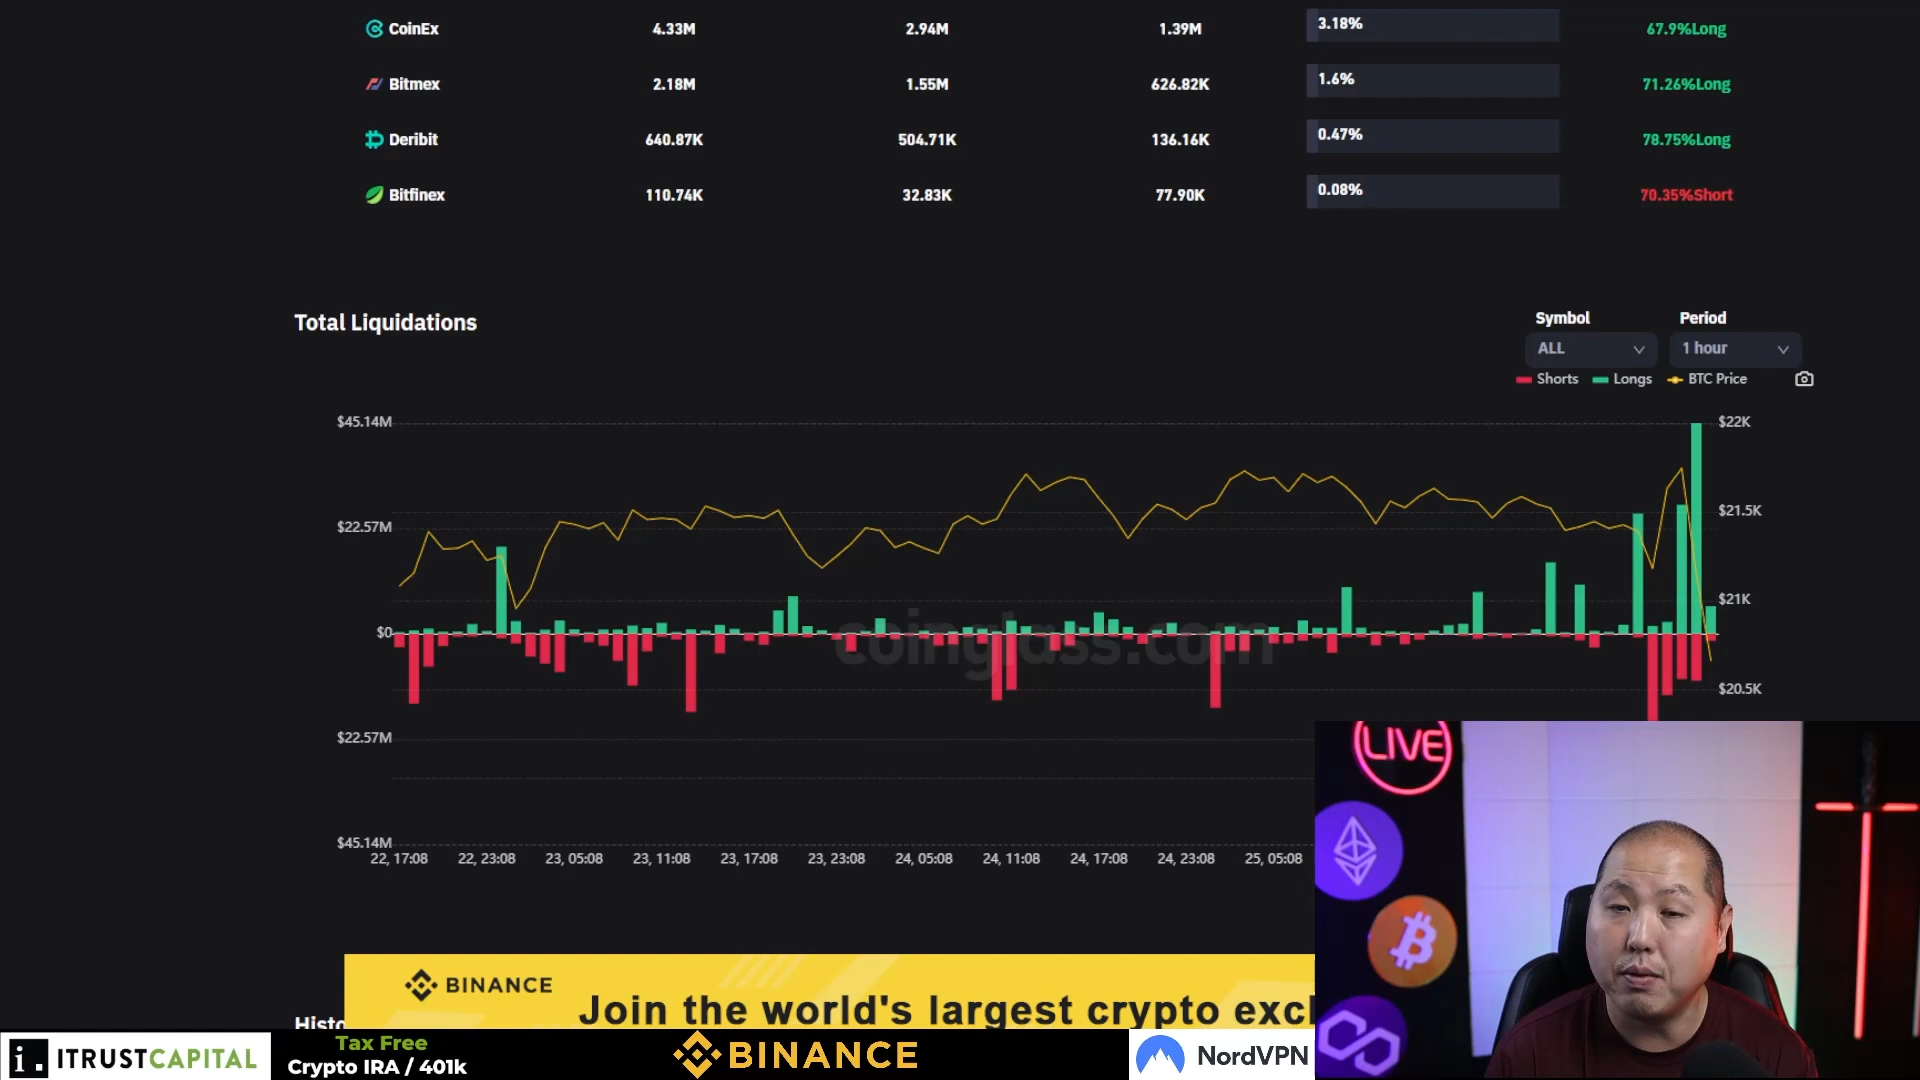 CoinEx 4.33M 2.94M 1.39M 3.18% 67.9%Long
Bitmex 2.18M 1.55M 626.82K 1.6% 71.26%Long
Deribit 640.87K 504.71K 136.16K 0.47% 78.75%Long
Bitfinex 110.74K 32.83K 77.90K 0.08% 70.35%Short
Total Liquidations
Symbol Period
ALL 1 hour
Shorts Longs BTC Price
$45.14M $22K
$22.57M $21.5K
$21K
$0
coinglass.com
$20.5K
$22.57M
$45.14M
22, 17:08 22, 23:08 23, 05:08 23, 11:08 23, 17:08 23, 23:08 24, 05:08 24, 11:08 24, 17:08 24, 23:08 25, 05:08
LIVE
BINANCE
Join the world's largest crypto excl
Histo
i. ITRUSTCAPITAL
Tax Free
Crypto IRA / 401k
BINANCE
NordVPN